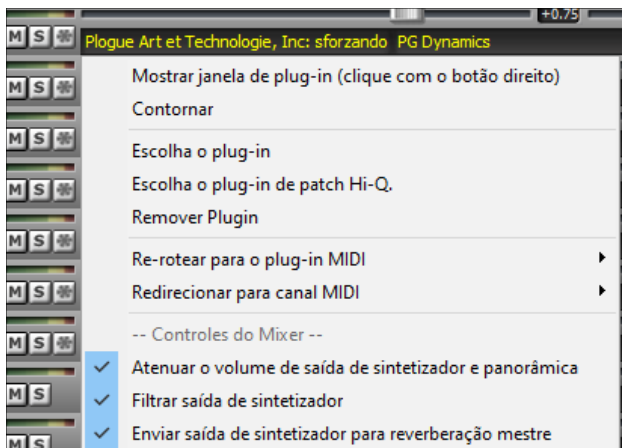 +0.75
M S
Plogue Art et Technologie, Inc: sforzando PG Dynamics
M S
Mostrar janela de plug-in (clique com o botão direito)
Contornar
M S
Escolha o plug-in
M S
Escolha o plug-in de patch Hi-Q.
Remover Plugin
M S
Re-rotear para o plug-in MIDI
M S
Redirecionar para canal MIDI
M S
-- Controles do Mixer --
Atenuar o volume de saída de sintetizador e panorâmica
M S
Filtrar saída de sintetizador
M S
Enviar saída de sintetizador para reverberação mestre